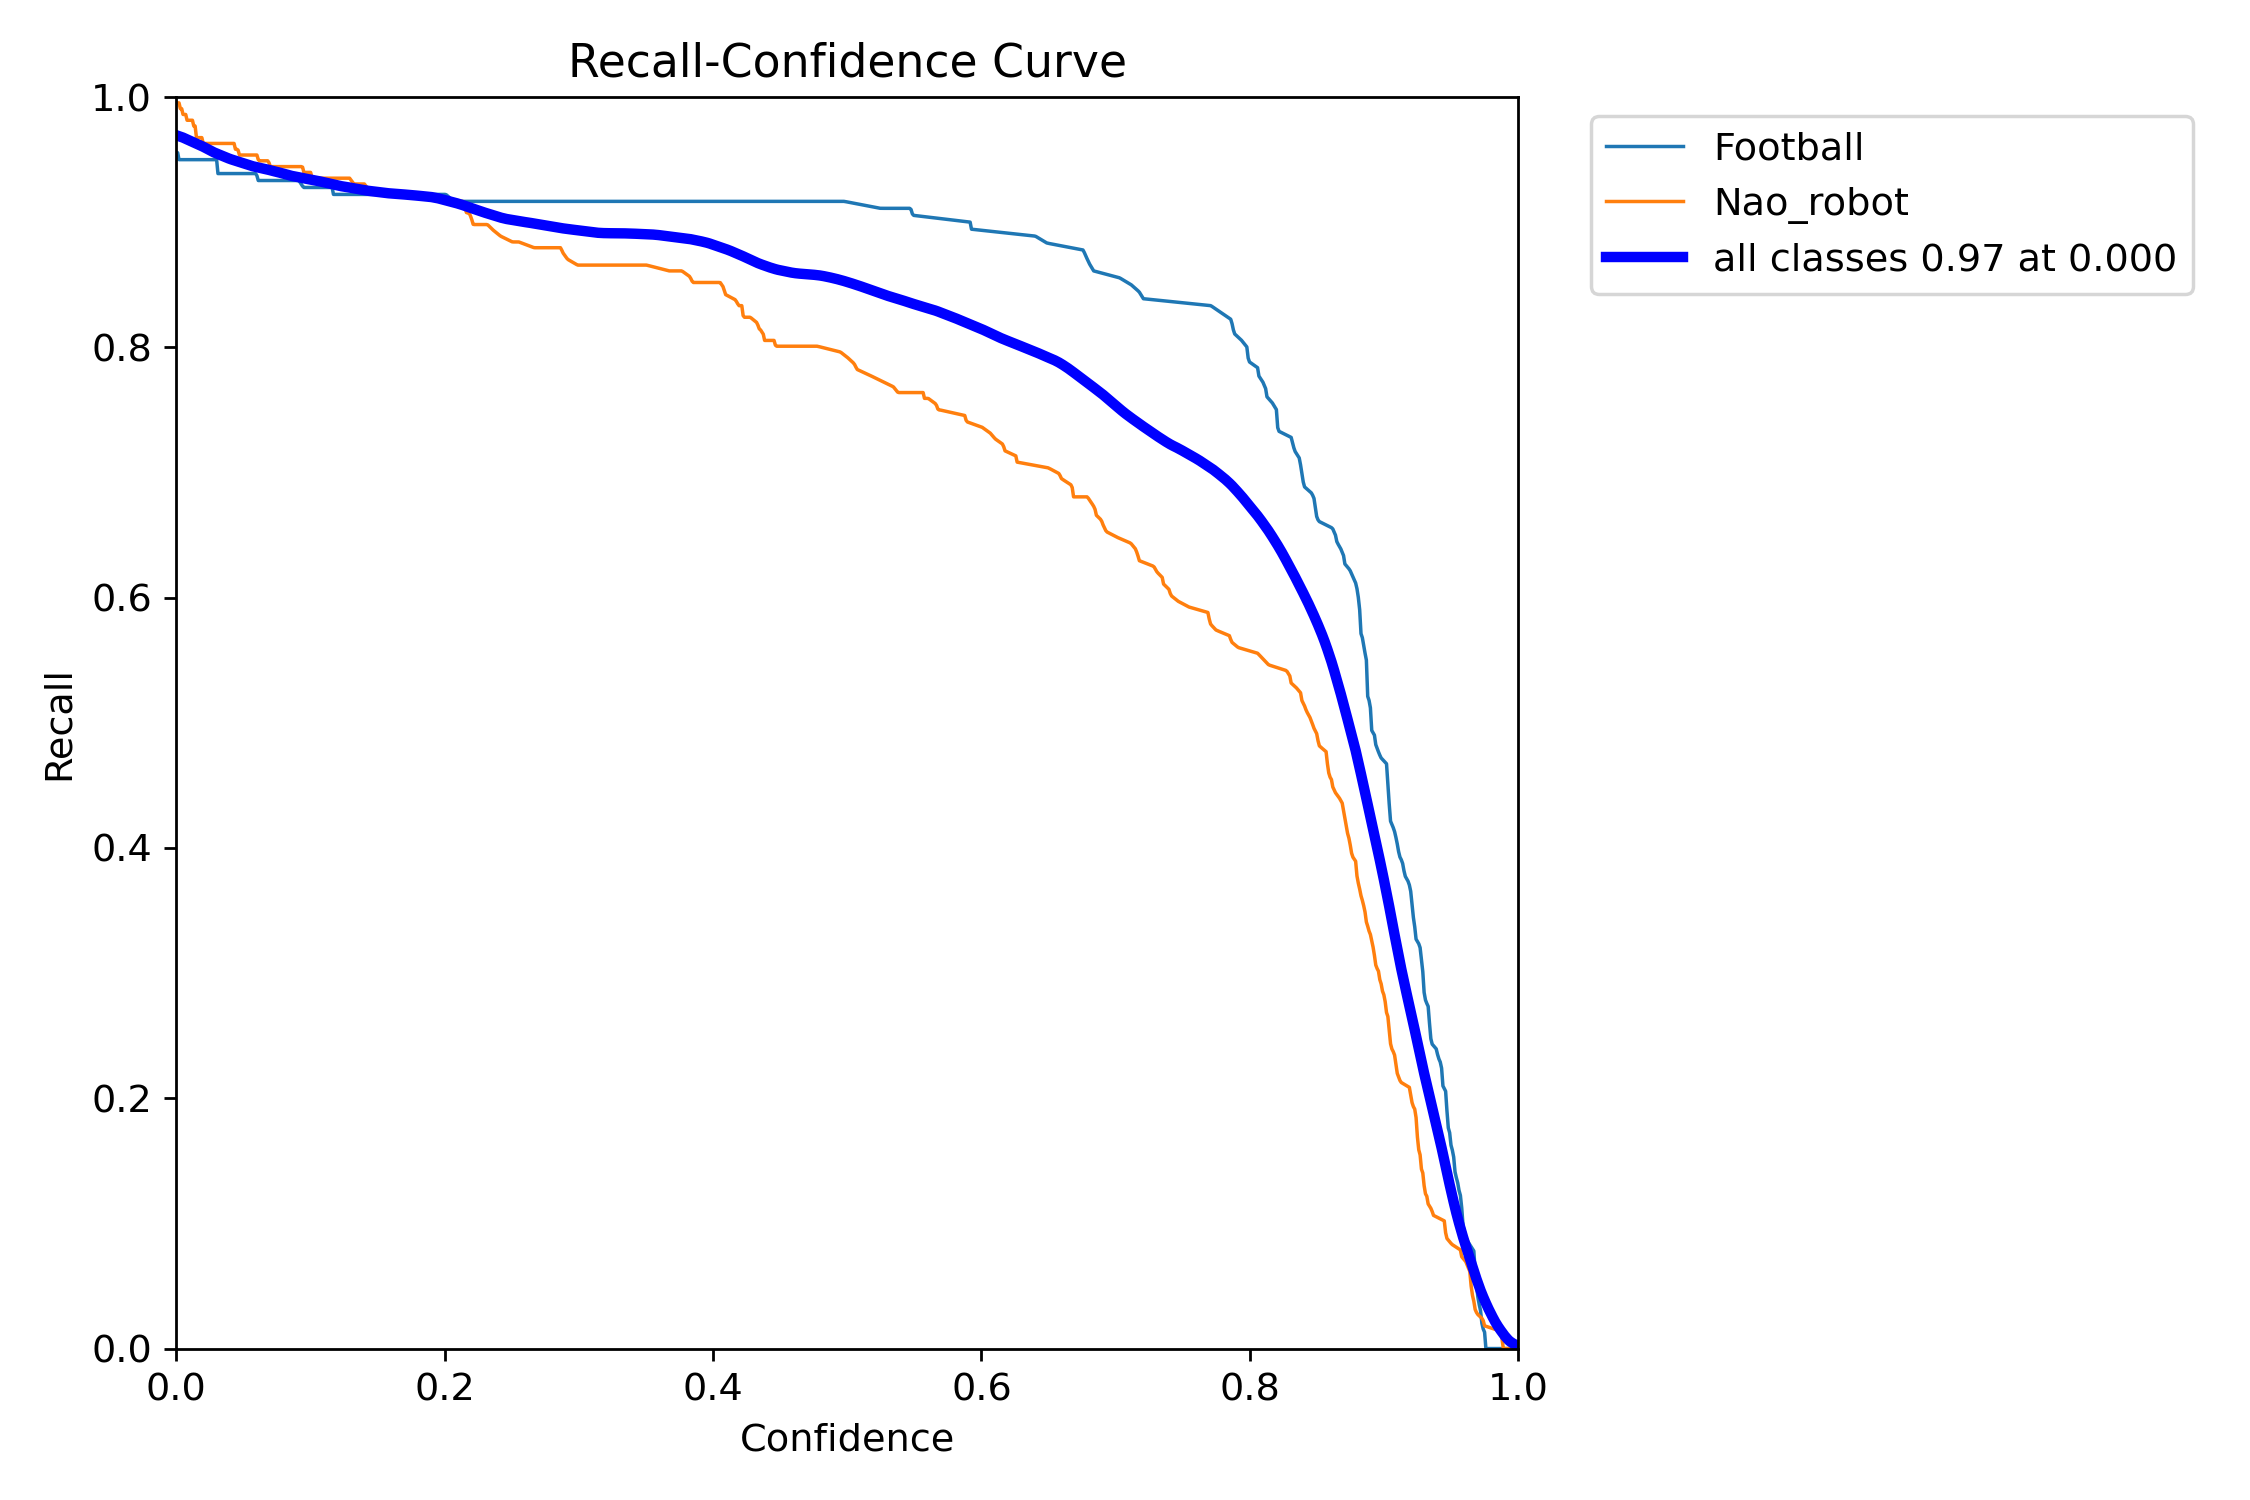 Recall-Confidence Curve
1.0
0.8
0.6
0.4
0.2
0.0
Recall
0.0 0.2 0.4 0.6 0.8 1.0
Confidence
Football
Nao_robot
all classes 0.97 at 0.000